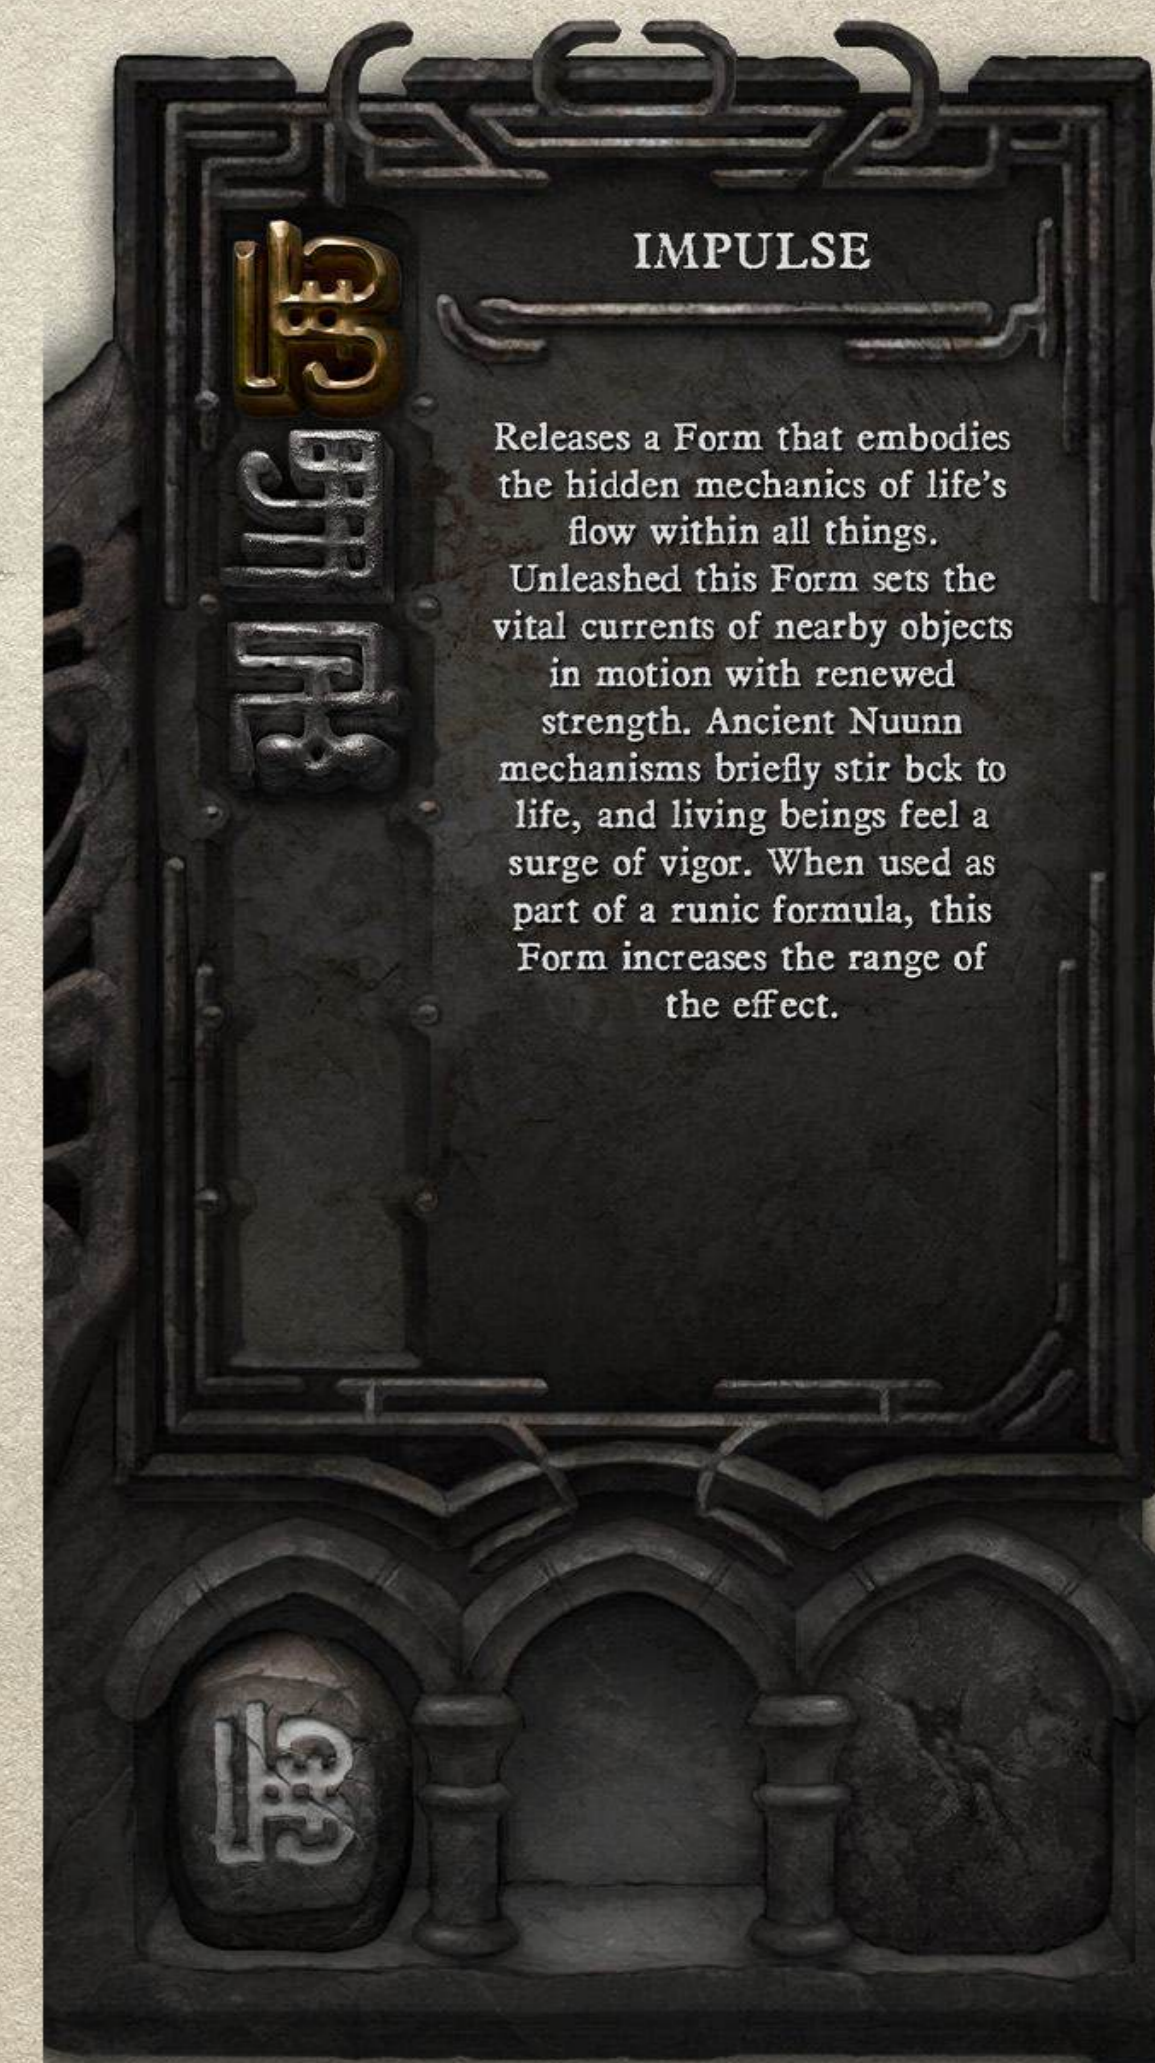 IMPULSE
Releases a Form that embodies
the hidden mechanics of life's
flow within all things.
Unleashed this Form sets the
vital currents of nearby objects
in motion with renewed
strength. Ancient Nuunn
mechanisms briefly stir bck to
life, and living beings feel a
surge of vigor. When used as
part of a runic formula, this
Form increases the range of
the effect.